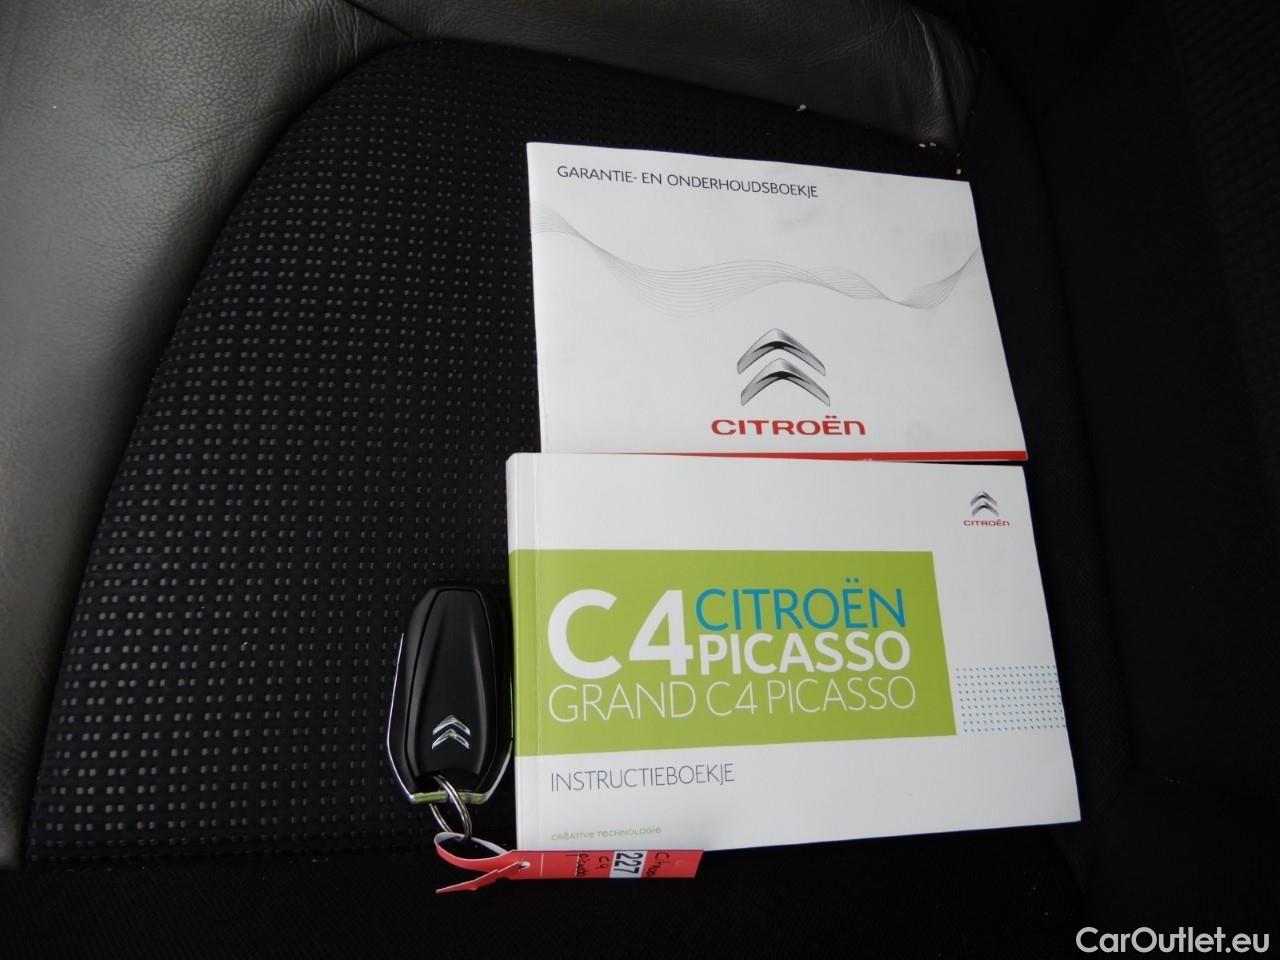 GARANTIE- EN ONDERHOUDSBOEKJE
CITROËN
CITROËN
C4 CITROËN
PICASSO
GRAND C4 PICASSO
INSTRUCTIEBOEKJE
CRÉATIVE TECHNOLOGIE
227
C4
CarOutlet.eu